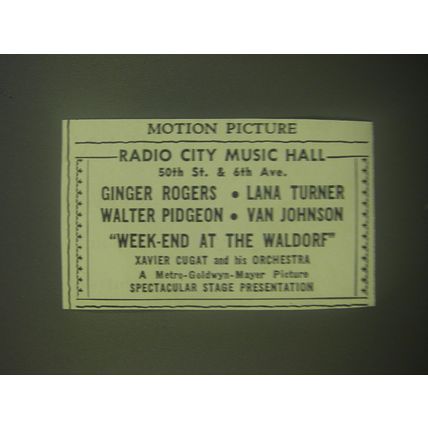 MOTION PICTURE
RADIO CITY MUSIC HALL
50th St. & 6th Ave.
GINGER ROGERS • LANA TURNER
WALTER PIDGEON • VAN JOHNSON
"WEEK-END AT THE WALDORF"
XAVIER CUGAT and his ORCHESTRA
A Metro-Goldwyn-Mayer Picture
SPECTACULAR STAGE PRESENTATION